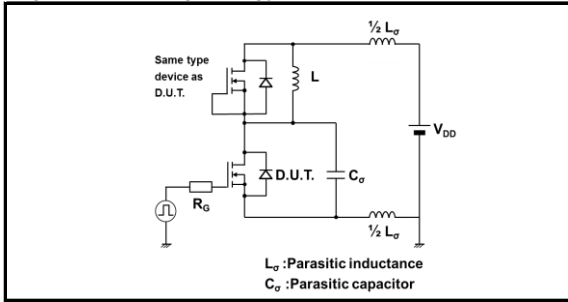 ½ Lσ
Same type
device as
D.U.T.
L
VDD
D.U.T.
Cσ
RG
½ Lσ
Lσ :Parasitic inductance
Cσ :Parasitic capacitor